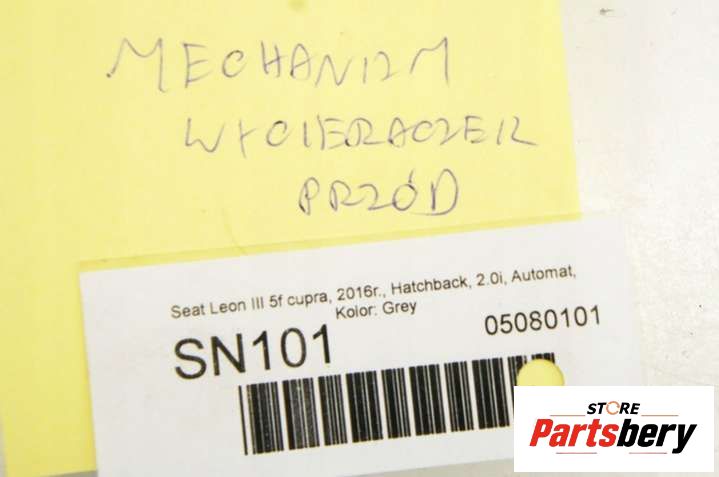 MECHANIZM
WYCIERACZEK
PRZÓD
Seat Leon III 5f cupra, 2016r., Hatchback, 2.0i, Automat,
Kolor: Grey
SN101
05080101
STORE
Partsbery